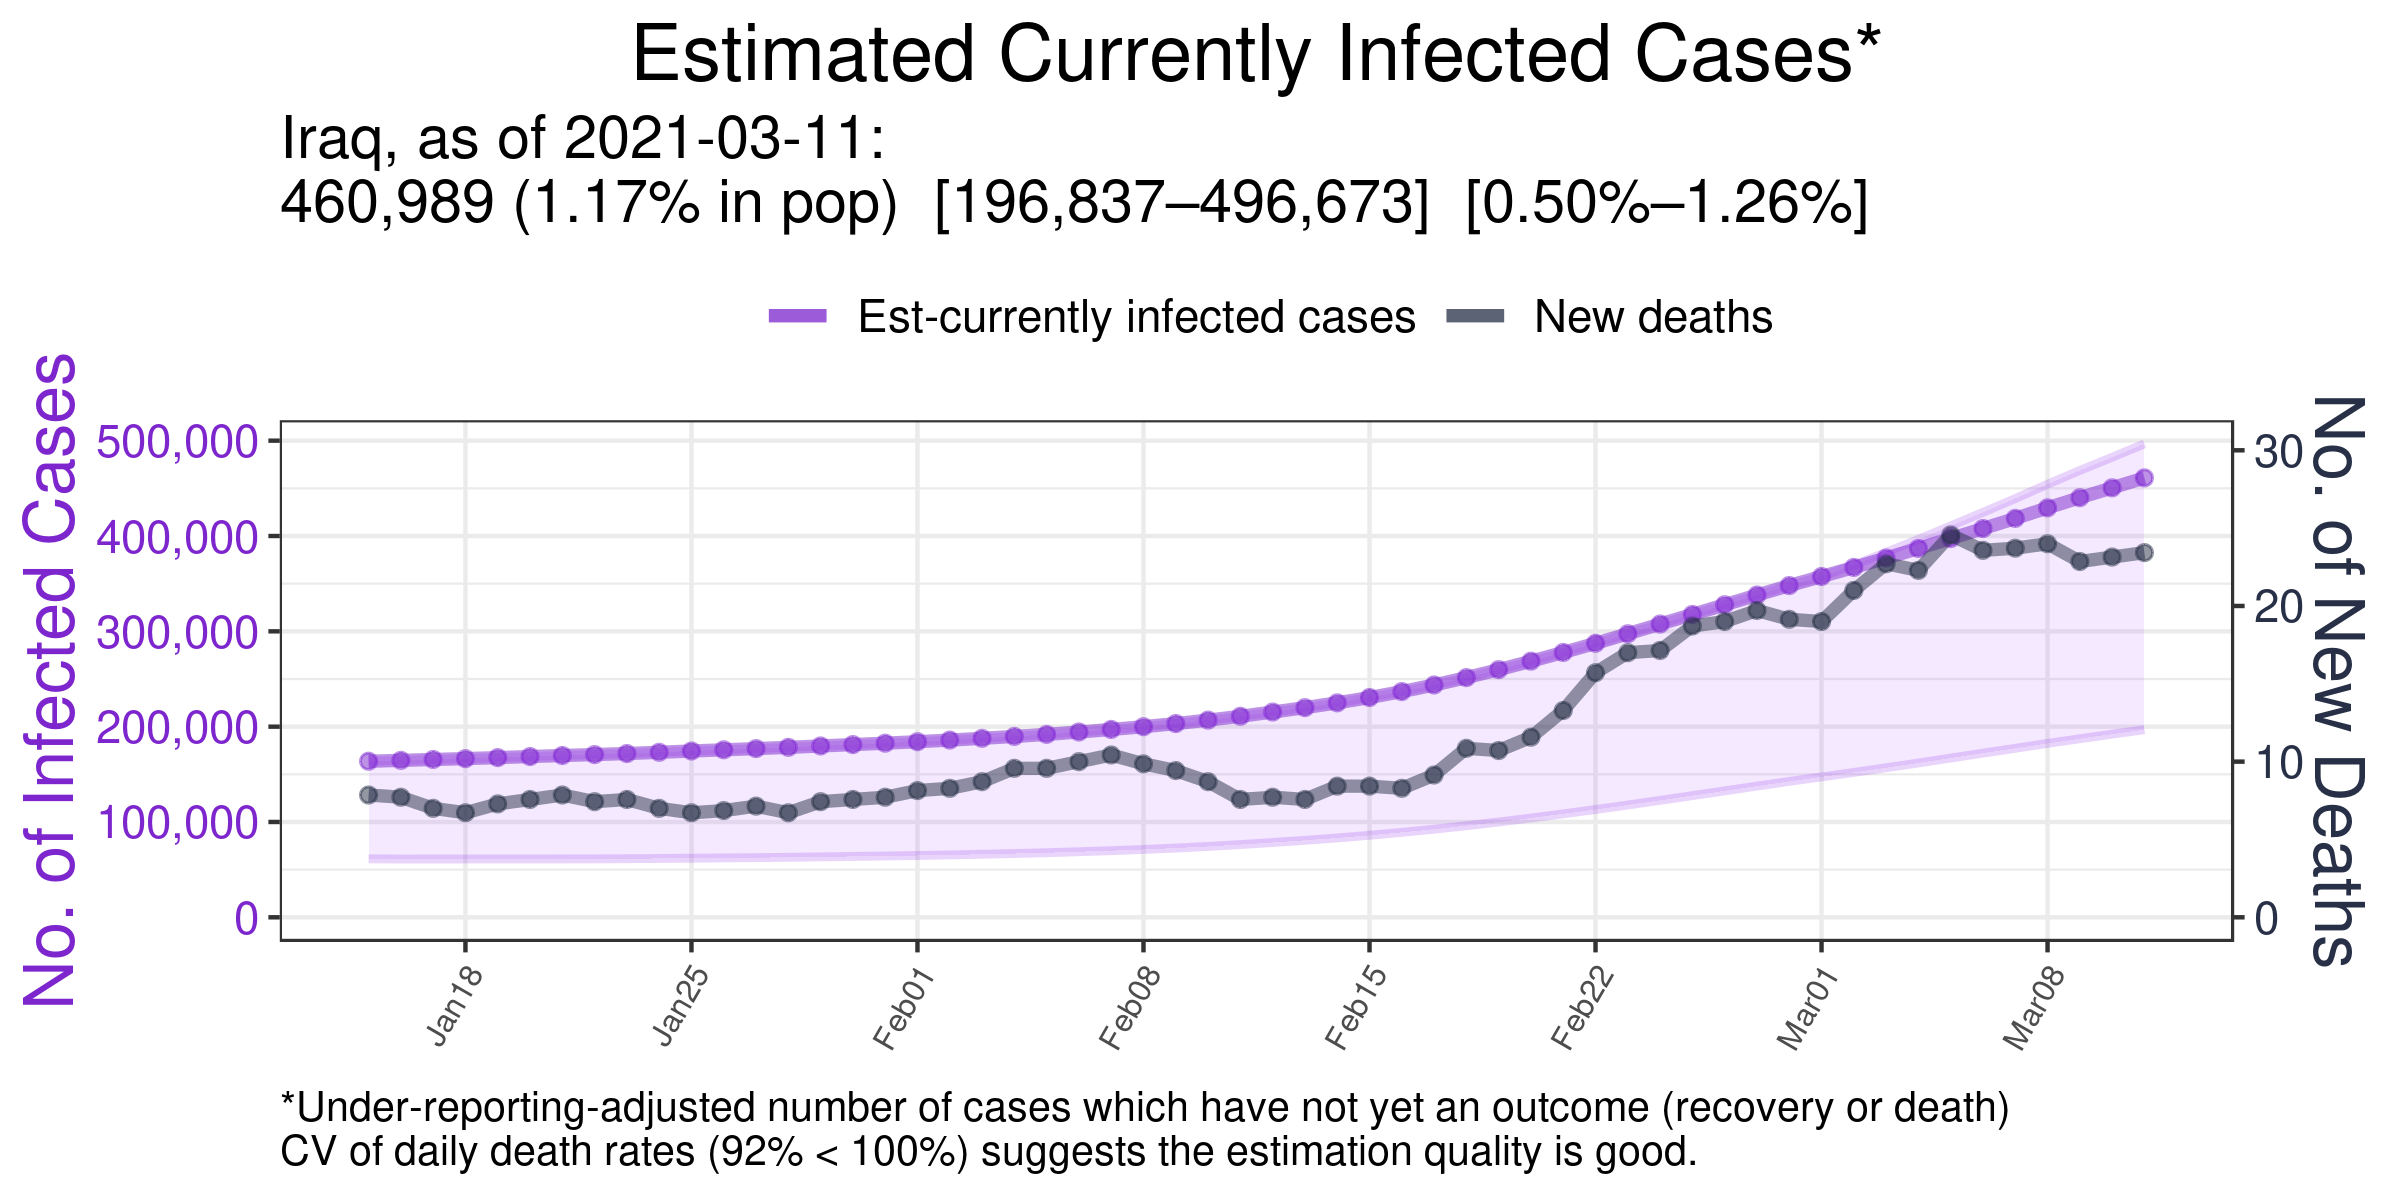 Estimated Currently Infected Cases*
Iraq, as of 2021-03-11:
460,989 (1.17% in pop)  [196,837–496,673]  [0.50%–1.26%]
Est-currently infected cases
New deaths
No. of Infected Cases
500,000
400,000
300,000
200,000
100,000
0
30
20
10
0
No. of New Deaths
Jan18
Jan25
Feb01
Feb08
Feb15
Feb22
Mar01
Mar08
*Under-reporting-adjusted number of cases which have not yet an outcome (recovery or death)
CV of daily death rates (92% < 100%) suggests the estimation quality is good.